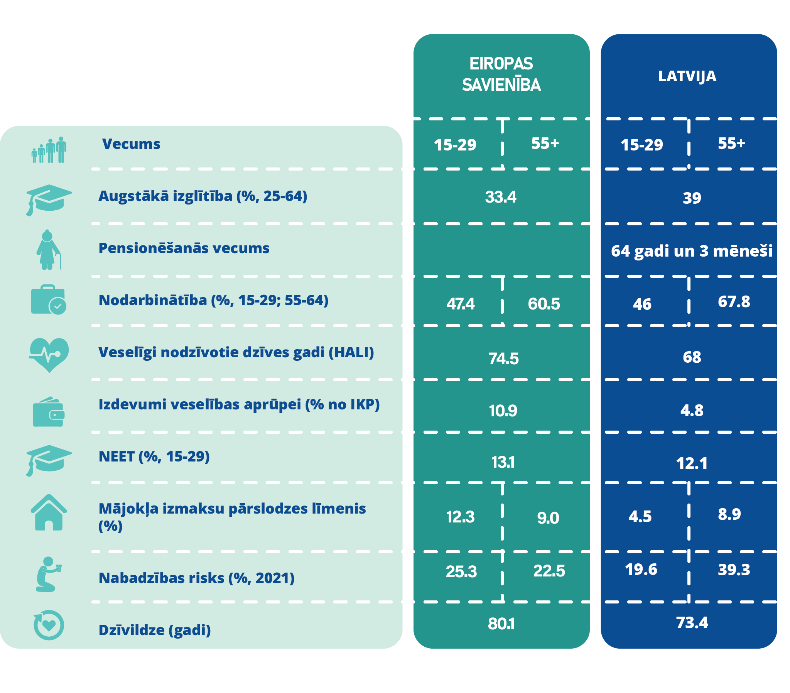 EIROPAS
SAVIENĪBA
LATVIJA
Vecums 15-29 55+ 15-29 55+
Augstākā izglītība (%, 25-64) 33.4 39
Pensionēšanās vecums 64 gadi un 3 mēneši
Nodarbinātība (%, 15-29; 55-64) 47.4 60.5 46 67.8
Veselīgi nodzīvotie dzīves gadi (HALI) 74.5 68
Izdevumi veselības aprūpei (% no IKP) 10.9 4.8
NEET (%, 15-29) 13.1 12.1
Mājokļa izmaksu pārslodzes līmenis
(%) 12.3 9.0 4.5 8.9
Nabadzības risks (%, 2021) 25.3 22.5 19.6 39.3
Dzīvildze (gadi) 80.1 73.4